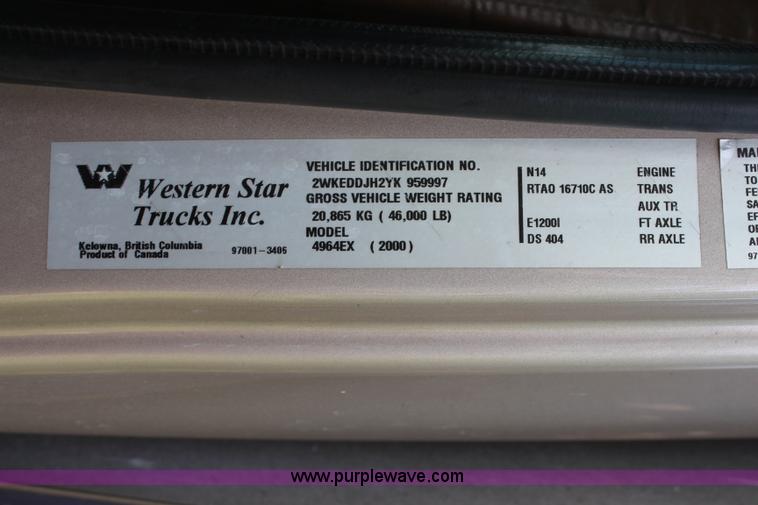 Western Star
Trucks Inc.
Kelowna, British Columbia
Product of Canada
97001-3406
VEHICLE IDENTIFICATION NO.
2WKEDDJH2YK 959997
GROSS VEHICLE WEIGHT RATING
20,865 KG ( 46,000 LB)
MODEL
4964EX ( 2000)
N14 ENGINE
RTAO 16710C AS TRANS
AUX TR.
E1200I FT AXLE
DS 404 RR AXLE
www.purplewave.com